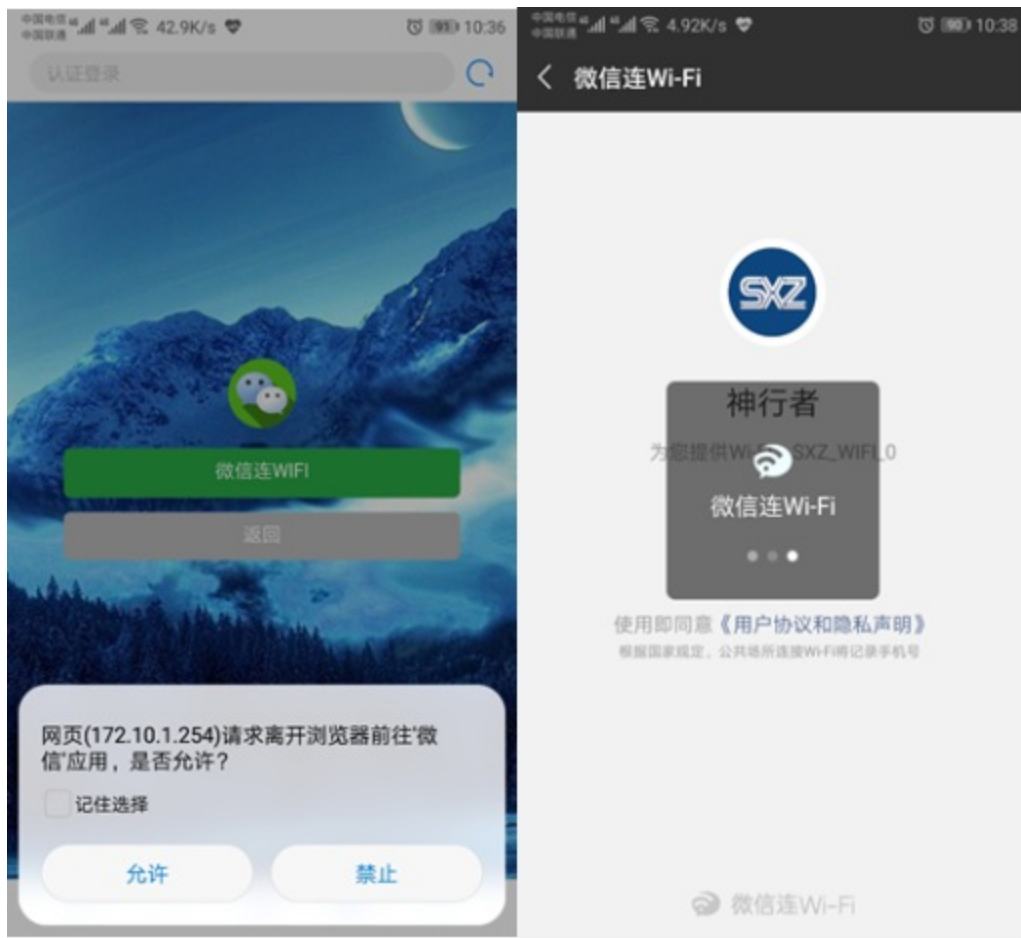 中国电信 4G 4G 42.9K/s 91 10:36
中国联通
认证登录
微信连WIFI
返回
网页(172.10.1.254)请求离开浏览器前往"微
信"应用，是否允许？
记住选择
允许
禁止
中国电信 4G 4G 4.92K/s 90 10:38
中国联通
微信连Wi-Fi
SXZ
神行者
为您提供Wi-Fi SXZ_WIFI_0
微信连Wi-Fi
使用即同意《用户协议和隐私声明》
根据国家规定，公共场所连接Wi-Fi将记录手机号
微信连Wi-Fi